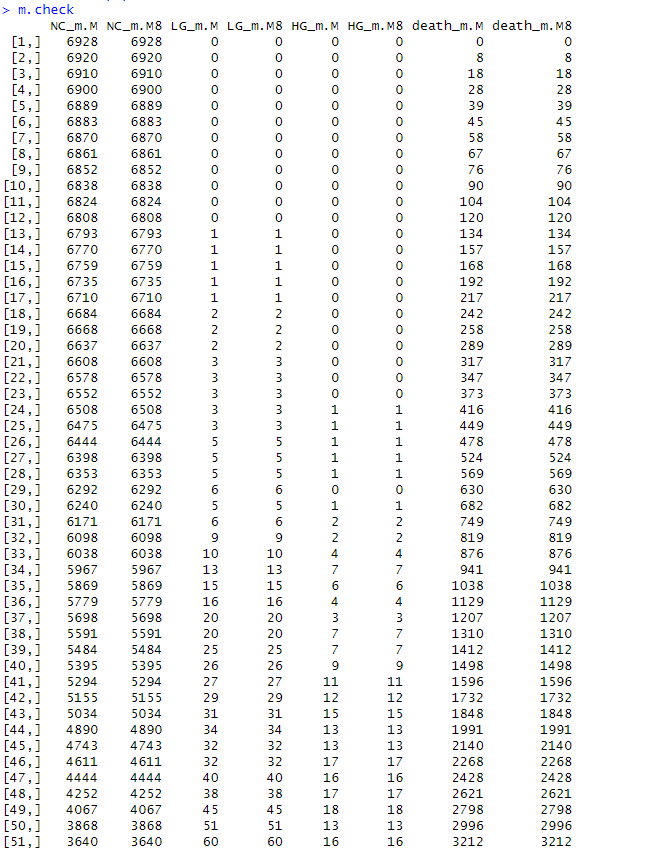 > m.check
NC_m.M NC_m.M8 LG_m.M LG_m.M8 HG_m.M HG_m.M8 death_m.M death_m.M8
[1,] 6928 6928 0 0 0 0 0 0
[2,] 6920 6920 0 0 0 0 8 8
[3,] 6910 6910 0 0 0 0 18 18
[4,] 6900 6900 0 0 0 0 28 28
[5,] 6889 6889 0 0 0 0 39 39
[6,] 6883 6883 0 0 0 0 45 45
[7,] 6870 6870 0 0 0 0 58 58
[8,] 6861 6861 0 0 0 0 67 67
[9,] 6852 6852 0 0 0 0 76 76
[10,] 6838 6838 0 0 0 0 90 90
[11,] 6824 6824 0 0 0 0 104 104
[12,] 6808 6808 0 0 0 0 120 120
[13,] 6793 6793 1 1 0 0 134 134
[14,] 6770 6770 1 1 0 0 157 157
[15,] 6759 6759 1 1 0 0 168 168
[16,] 6735 6735 1 1 0 0 192 192
[17,] 6710 6710 1 1 0 0 217 217
[18,] 6684 6684 2 2 0 0 242 242
[19,] 6668 6668 2 2 0 0 258 258
[20,] 6637 6637 2 2 0 0 289 289
[21,] 6608 6608 3 3 0 0 317 317
[22,] 6578 6578 3 3 0 0 347 347
[23,] 6552 6552 3 3 0 0 373 373
[24,] 6508 6508 3 3 1 1 416 416
[25,] 6475 6475 3 3 1 1 449 449
[26,] 6444 6444 5 5 1 1 478 478
[27,] 6398 6398 5 5 1 1 524 524
[28,] 6353 6353 5 5 1 1 569 569
[29,] 6292 6292 6 6 0 0 630 630
[30,] 6240 6240 5 5 1 1 682 682
[31,] 6171 6171 6 6 2 2 749 749
[32,] 6098 6098 9 9 2 2 819 819
[33,] 6038 6038 10 10 4 4 876 876
[34,] 5967 5967 13 13 7 7 941 941
[35,] 5869 5869 15 15 6 6 1038 1038
[36,] 5779 5779 16 16 4 4 1129 1129
[37,] 5698 5698 20 20 3 3 1207 1207
[38,] 5591 5591 20 20 7 7 1310 1310
[39,] 5484 5484 25 25 7 7 1412 1412
[40,] 5395 5395 26 26 9 9 1498 1498
[41,] 5294 5294 27 27 11 11 1596 1596
[42,] 5155 5155 29 29 12 12 1732 1732
[43,] 5034 5034 31 31 15 15 1848 1848
[44,] 4890 4890 34 34 13 13 1991 1991
[45,] 4743 4743 32 32 13 13 2140 2140
[46,] 4611 4611 32 32 17 17 2268 2268
[47,] 4444 4444 40 40 16 16 2428 2428
[48,] 4252 4252 38 38 17 17 2621 2621
[49,] 4067 4067 45 45 18 18 2798 2798
[50,] 3868 3868 51 51 13 13 2996 2996
[51,] 3640 3640 60 60 16 16 3212 3212